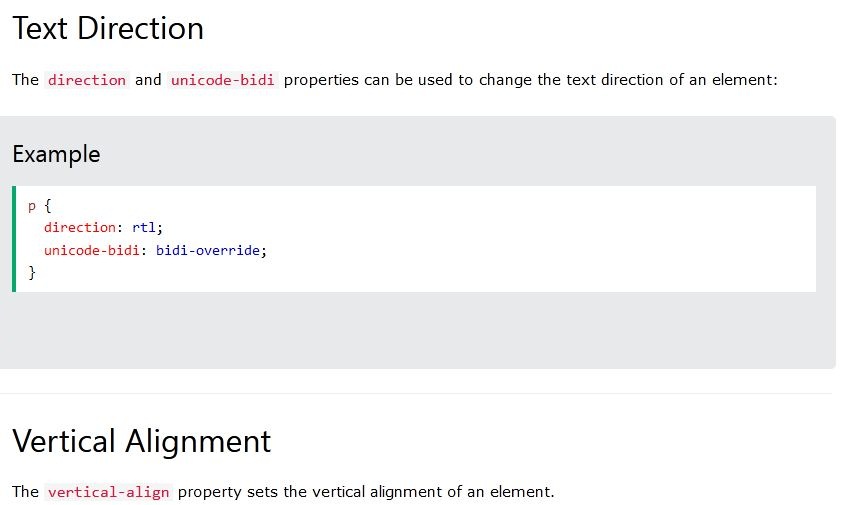 Text Direction
The direction and unicode-bidi properties can be used to change the text direction of an element:
Example
p {
  direction: rtl;
  unicode-bidi: bidi-override;
}
Vertical Alignment
The vertical-align property sets the vertical alignment of an element.